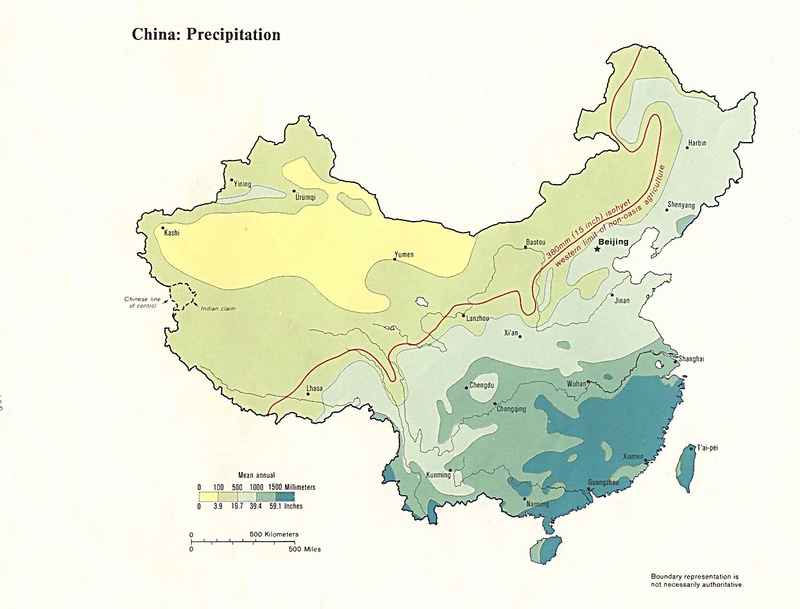 China: Precipitation
Harbin
Yining
Ürümqi
Shenyang
380mm (15 inch) isohyet
western limit of non-oasis agriculture
Kashi
Baotou
Beijing
Yumen
Chinese line
of control
Indian claim
Jinan
Lanzhou
Xi'an
Shanghai
Lhasa
Chengdu
Wuhan
Chongqing
T'ai-pei
Xiamen
Kunming
Guangzhou
Nanning
Mean annual
0 100 500 1000 1500 Millimeters
0 3.9 19.7 39.4 59.1 Inches
0 500 Kilometers
0 500 Miles
Boundary representation is
not necessarily authoritative